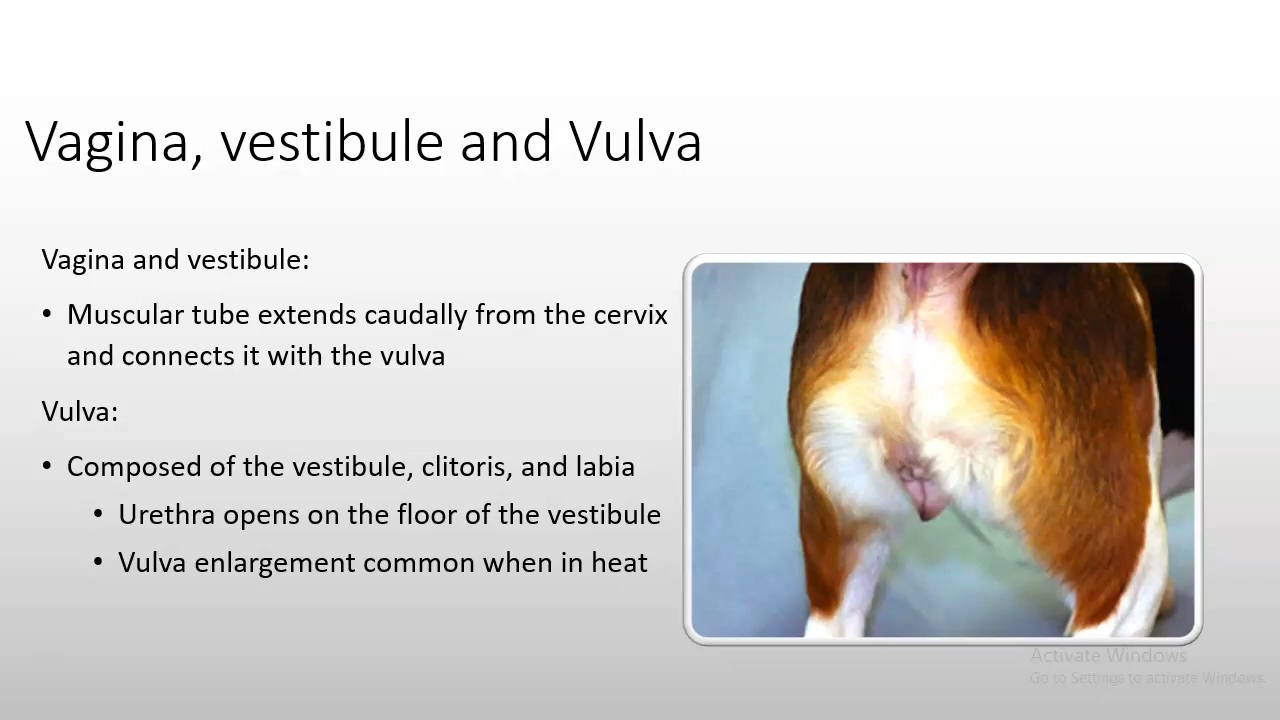 Vagina, vestibule and Vulva
Vagina and vestibule:
• Muscular tube extends caudally from the cervix
and connects it with the vulva
Vulva:
• Composed of the vestibule, clitoris, and labia
• Urethra opens on the floor of the vestibule
• Vulva enlargement common when in heat
Activate Windows
Go to Settings to activate Windows.